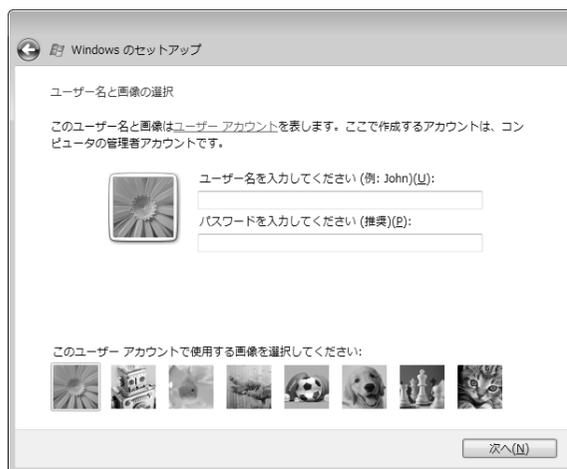 Windows のセットアップ
ユーザー名と画像の選択
このユーザー名と画像はユーザー アカウントを表します。ここで作成するアカウントは、コン
ピュータの管理者アカウントです。
ユーザー名を入力してください (例: John)(U):
パスワードを入力してください (推奨)(P):
このユーザー アカウントで使用する画像を選択してください:
次へ(N)